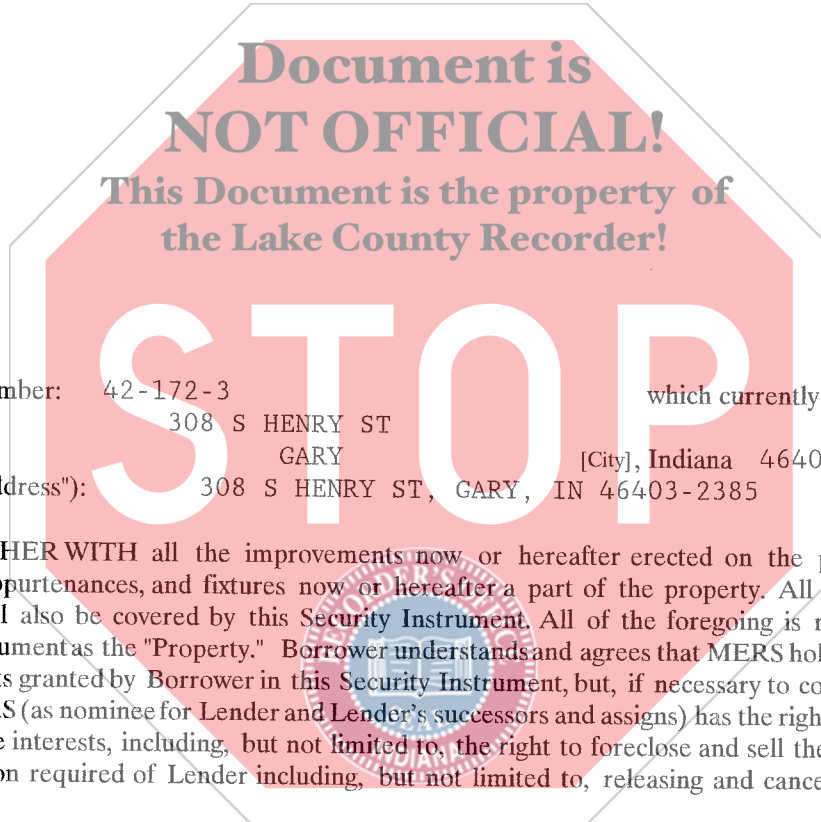 Document is
NOT OFFICIAL!
This Document is the property of
the Lake County Recorder!
STOP
mber: 42-172-3 which currently
308 S HENRY ST
GARY [City], Indiana 4640
ddress"): 308 S HENRY ST, GARY, IN 46403-2385
HER WITH all the improvements now or hereafter erected on the p
ppurtenances, and fixtures now or hereafter a part of the property. All
l also be covered by this Security Instrument. All of the foregoing is r
ument as the "Property." Borrower understands and agrees that MERS hol
ts granted by Borrower in this Security Instrument, but, if necessary to co
S (as nominee for Lender and Lender's successors and assigns) has the righ
e interests, including, but not limited to, the right to foreclose and sell the
on required of Lender including, but not limited to, releasing and cance
SEAL
INDIANA